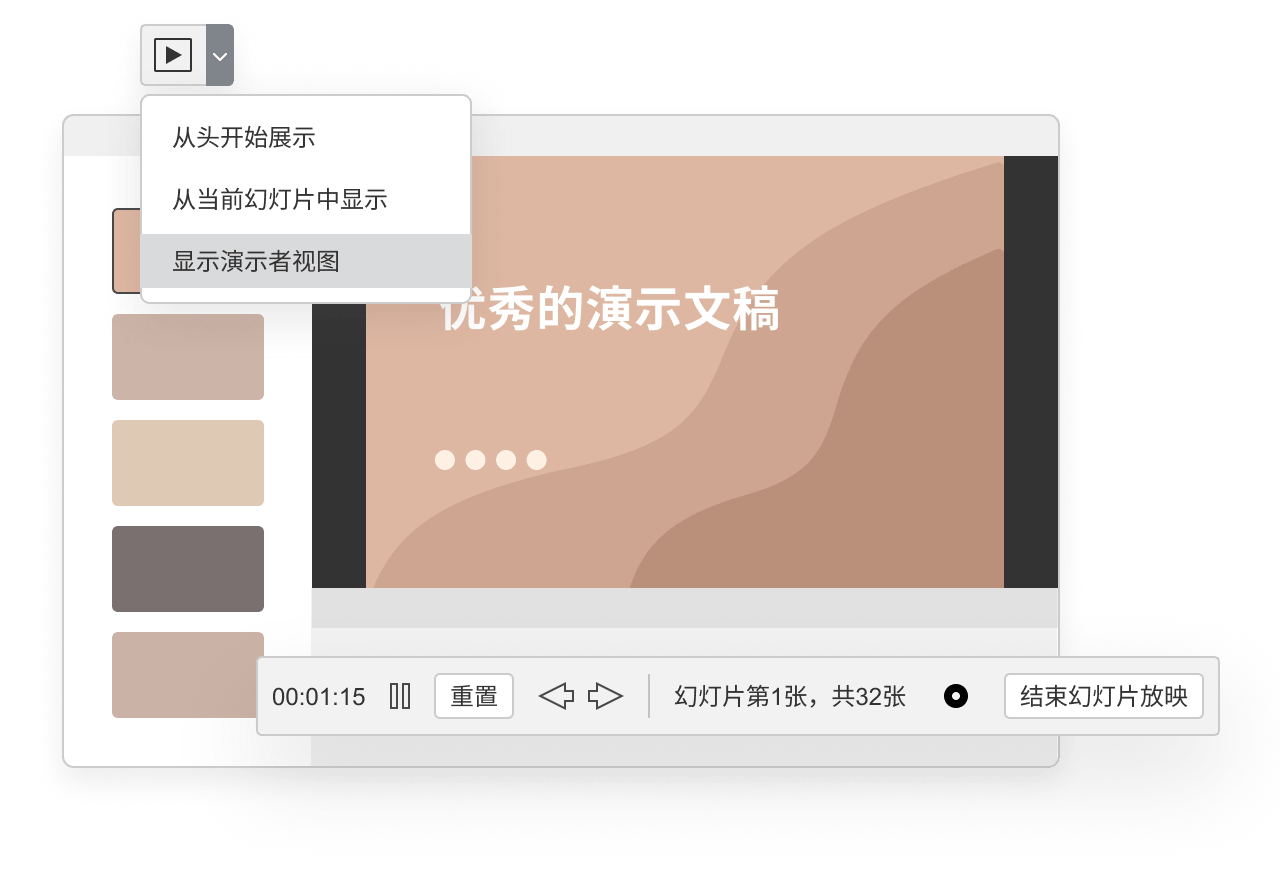 从头开始展示
从当前幻灯片中显示
显示演示者视图
优秀的演示文稿
00:01:15
重置
幻灯片第1张，共32张
结束幻灯片放映